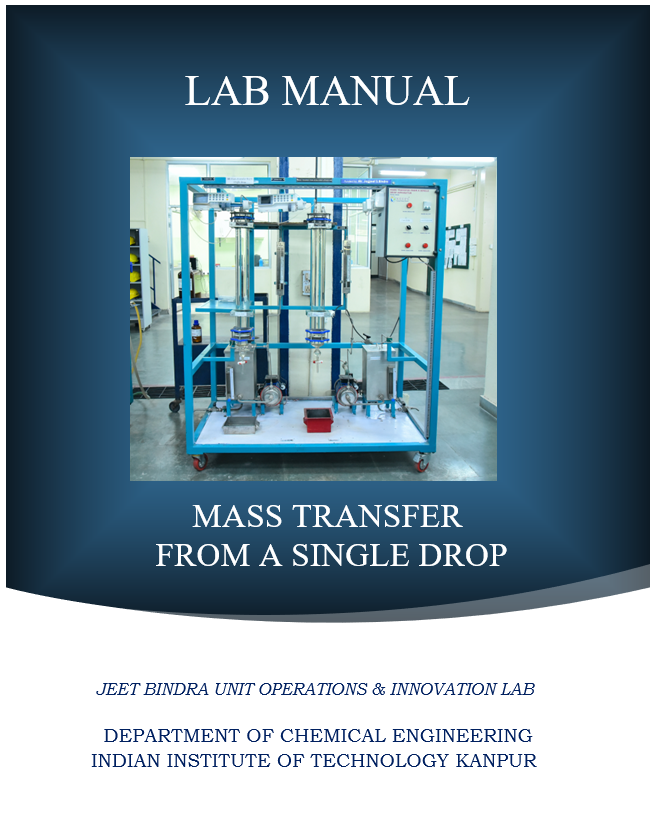 LAB MANUAL
MASS TRANSFER
FROM A SINGLE DROP
JEET BINDRA UNIT OPERATIONS & INNOVATION LAB
DEPARTMENT OF CHEMICAL ENGINEERING
INDIAN INSTITUTE OF TECHNOLOGY KANPUR